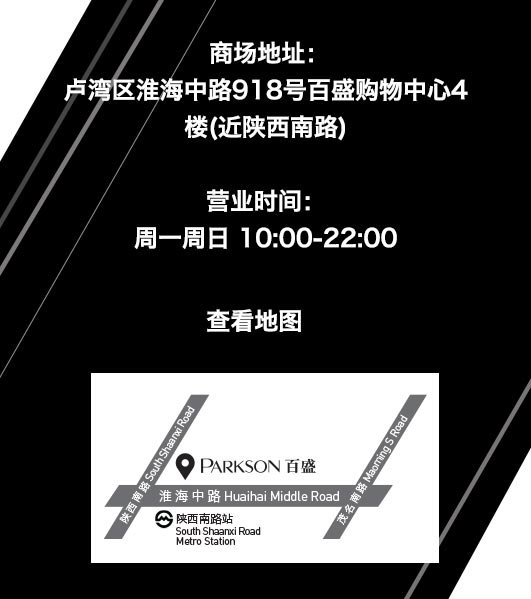 商场地址：
卢湾区淮海中路918号百盛购物中心4
楼(近陕西南路)
营业时间：
周一周日 10:00-22:00
查看地图
陕西南路 South Shaanxi Road
茂名南路 Maoming S Road
PARKSON 百盛
淮海中路 Huaihai Middle Road
陕西南路站
South Shaanxi Road
Metro Station